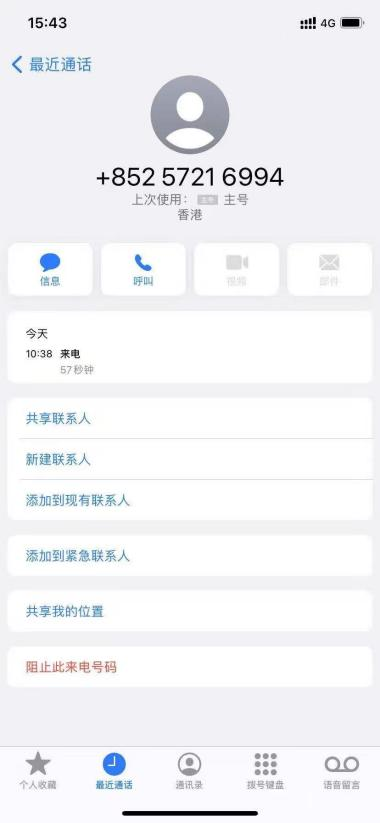 15:43
4G
最近通话
+852 5721 6994
上次使用： 主号 主号
香港
信息
呼叫
视频
邮件
今天
10:38 来电
57秒钟
共享联系人
新建联系人
添加到现有联系人
添加到紧急联系人
共享我的位置
阻止此来电号码
个人收藏
最近通话
通讯录
拨号键盘
语音留言